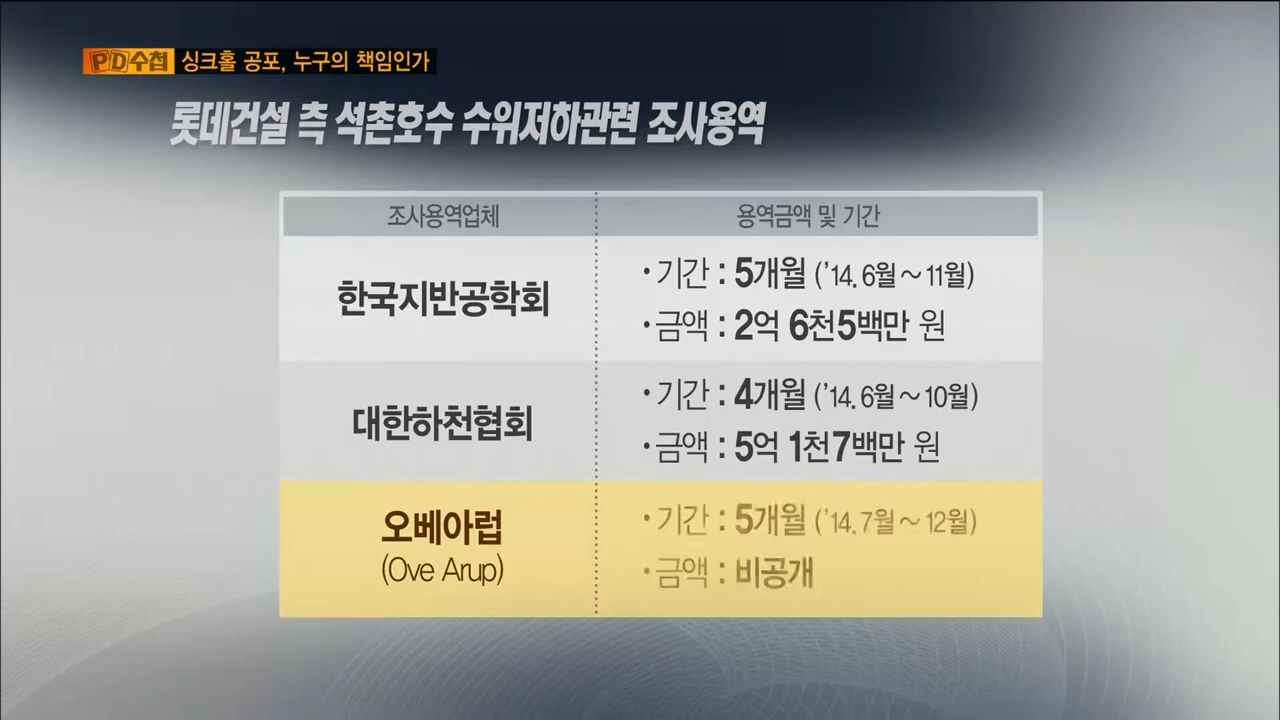 PD수첩 싱크홀 공포, 누구의 책임인가
롯데건설 측 석촌호수 수위저하관련 조사용역
조사용역업체
용역금액 및 기간
한국지반공학회
· 기간 : 5개월 ('14. 6월~11월)
· 금액 : 2억 6천5백만 원
대한하천협회
· 기간 : 4개월 ('14. 6월~10월)
· 금액 : 5억 1천7백만 원
오베아럽
(Ove Arup)
· 기간 : 5개월 ('14. 7월~12월)
· 금액 : 비공개